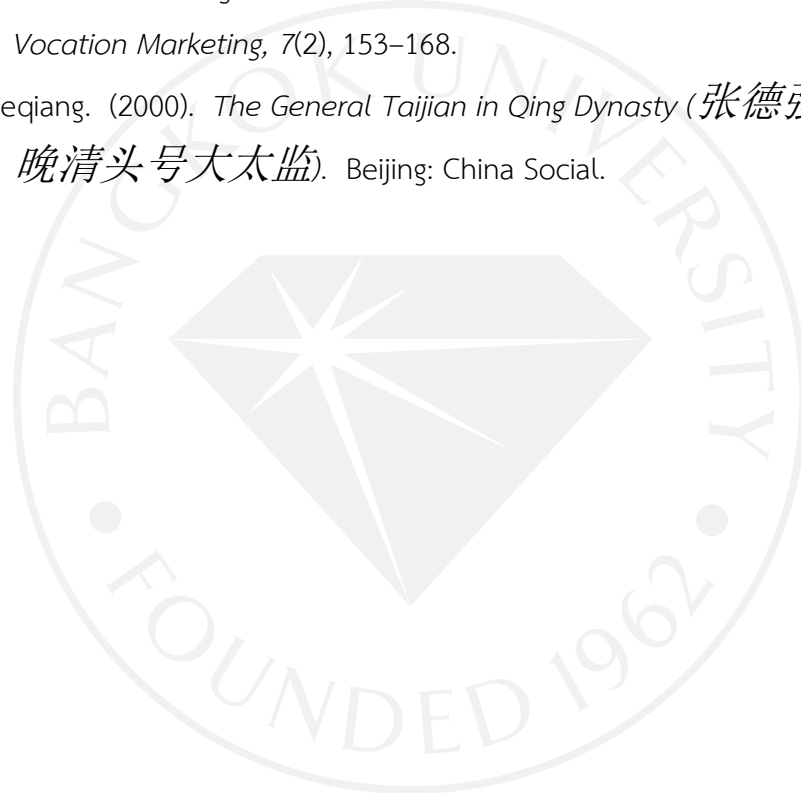 Vocation Marketing, 7(2), 153–168.
eqiang. (2000). The General Taijian in Qing Dynasty (张德强
晚清头号大太监). Beijing: China Social.
BANGKOK UNIVERSITY
• FOUNDED 1962 •